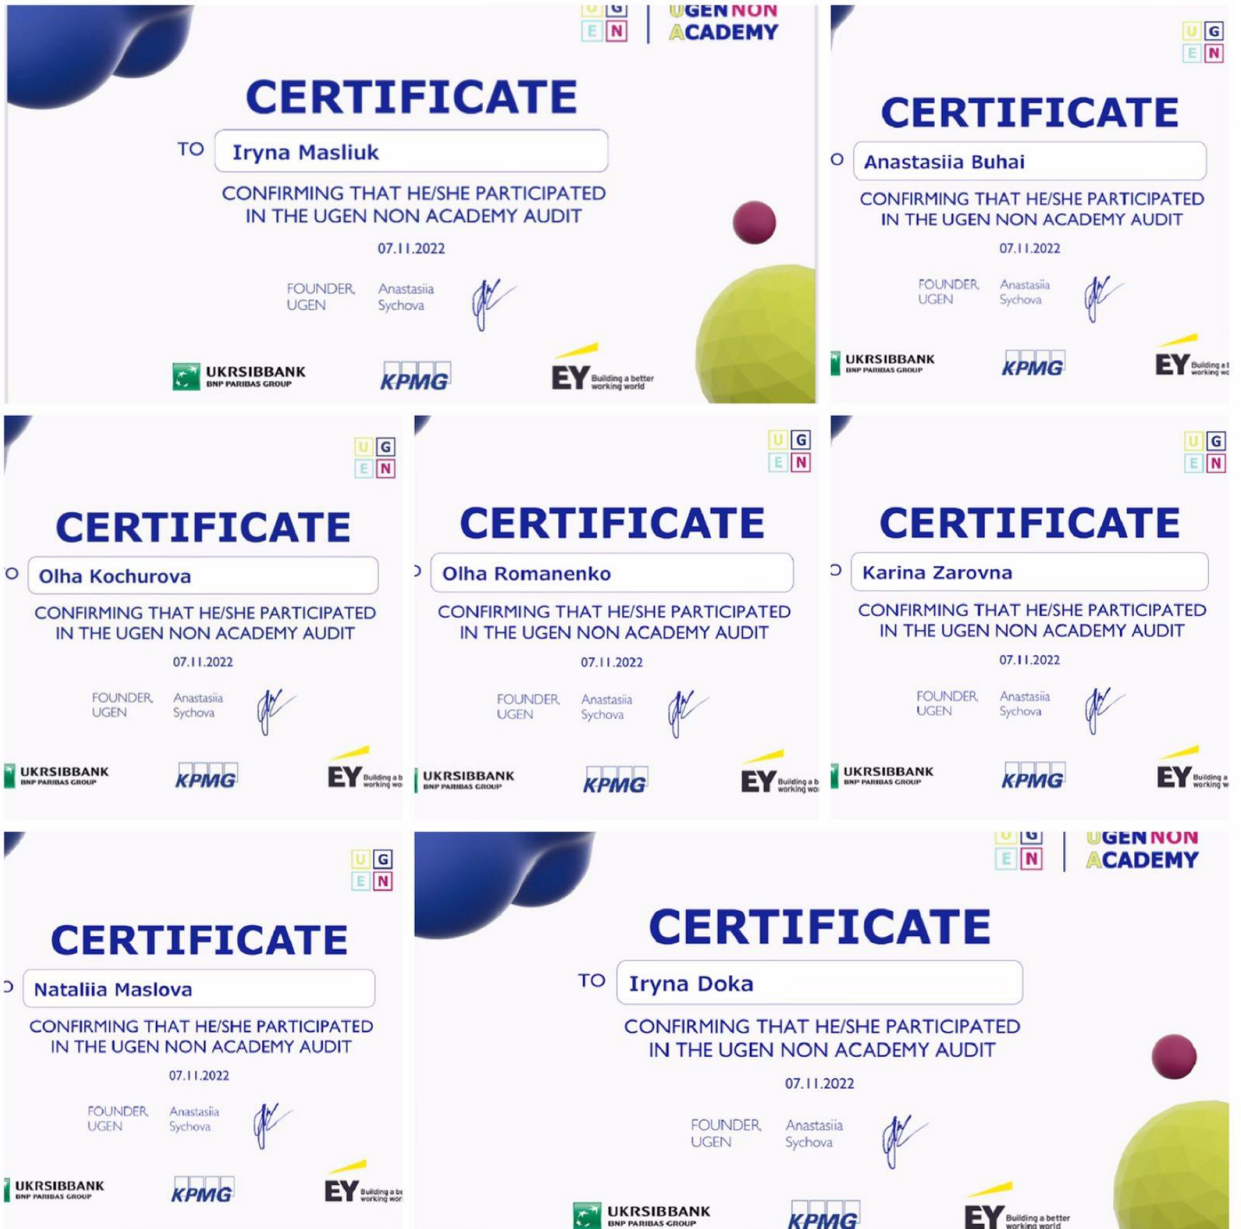 U G UGEN NON
E N ACADEMY
CERTIFICATE
TO Iryna Masliuk
CONFIRMING THAT HE/SHE PARTICIPATED
IN THE UGEN NON ACADEMY AUDIT
07.11.2022
FOUNDER, Anastasiia
UGEN Sychova
UKRSIBBANK
BNP PARIBAS GROUP
KPMG
EY Building a better
working world
U G
E N
CERTIFICATE
O Anastasiia Buhai
CONFIRMING THAT HE/SHE PARTICIPATED
IN THE UGEN NON ACADEMY AUDIT
07.11.2022
FOUNDER, Anastasiia
UGEN Sychova
UKRSIBBANK
BNP PARIBAS GROUP
KPMG
EY Building a
working
U G
E N
CERTIFICATE
O Olha Kochurova
CONFIRMING THAT HE/SHE PARTICIPATED
IN THE UGEN NON ACADEMY AUDIT
07.11.2022
FOUNDER, Anastasiia
UGEN Sychova
UKRSIBBANK
BNP PARIBAS GROUP
KPMG
EY Building a
working
U G
E N
CERTIFICATE
O Olha Romanenko
CONFIRMING THAT HE/SHE PARTICIPATED
IN THE UGEN NON ACADEMY AUDIT
07.11.2022
FOUNDER, Anastasiia
UGEN Sychova
UKRSIBBANK
BNP PARIBAS GROUP
KPMG
EY Building a
working
U G
E N
CERTIFICATE
O Karina Zarovna
CONFIRMING THAT HE/SHE PARTICIPATED
IN THE UGEN NON ACADEMY AUDIT
07.11.2022
FOUNDER, Anastasiia
UGEN Sychova
UKRSIBBANK
BNP PARIBAS GROUP
KPMG
EY Building a
working
U G
E N
CERTIFICATE
O Nataliia Maslova
CONFIRMING THAT HE/SHE PARTICIPATED
IN THE UGEN NON ACADEMY AUDIT
07.11.2022
FOUNDER, Anastasiia
UGEN Sychova
UKRSIBBANK
BNP PARIBAS GROUP
KPMG
EY Building a
working
U G UGEN NON
E N ACADEMY
CERTIFICATE
TO Iryna Doka
CONFIRMING THAT HE/SHE PARTICIPATED
IN THE UGEN NON ACADEMY AUDIT
07.11.2022
FOUNDER, Anastasiia
UGEN Sychova
UKRSIBBANK
BNP PARIBAS GROUP
KPMG
EY Building a better
working world